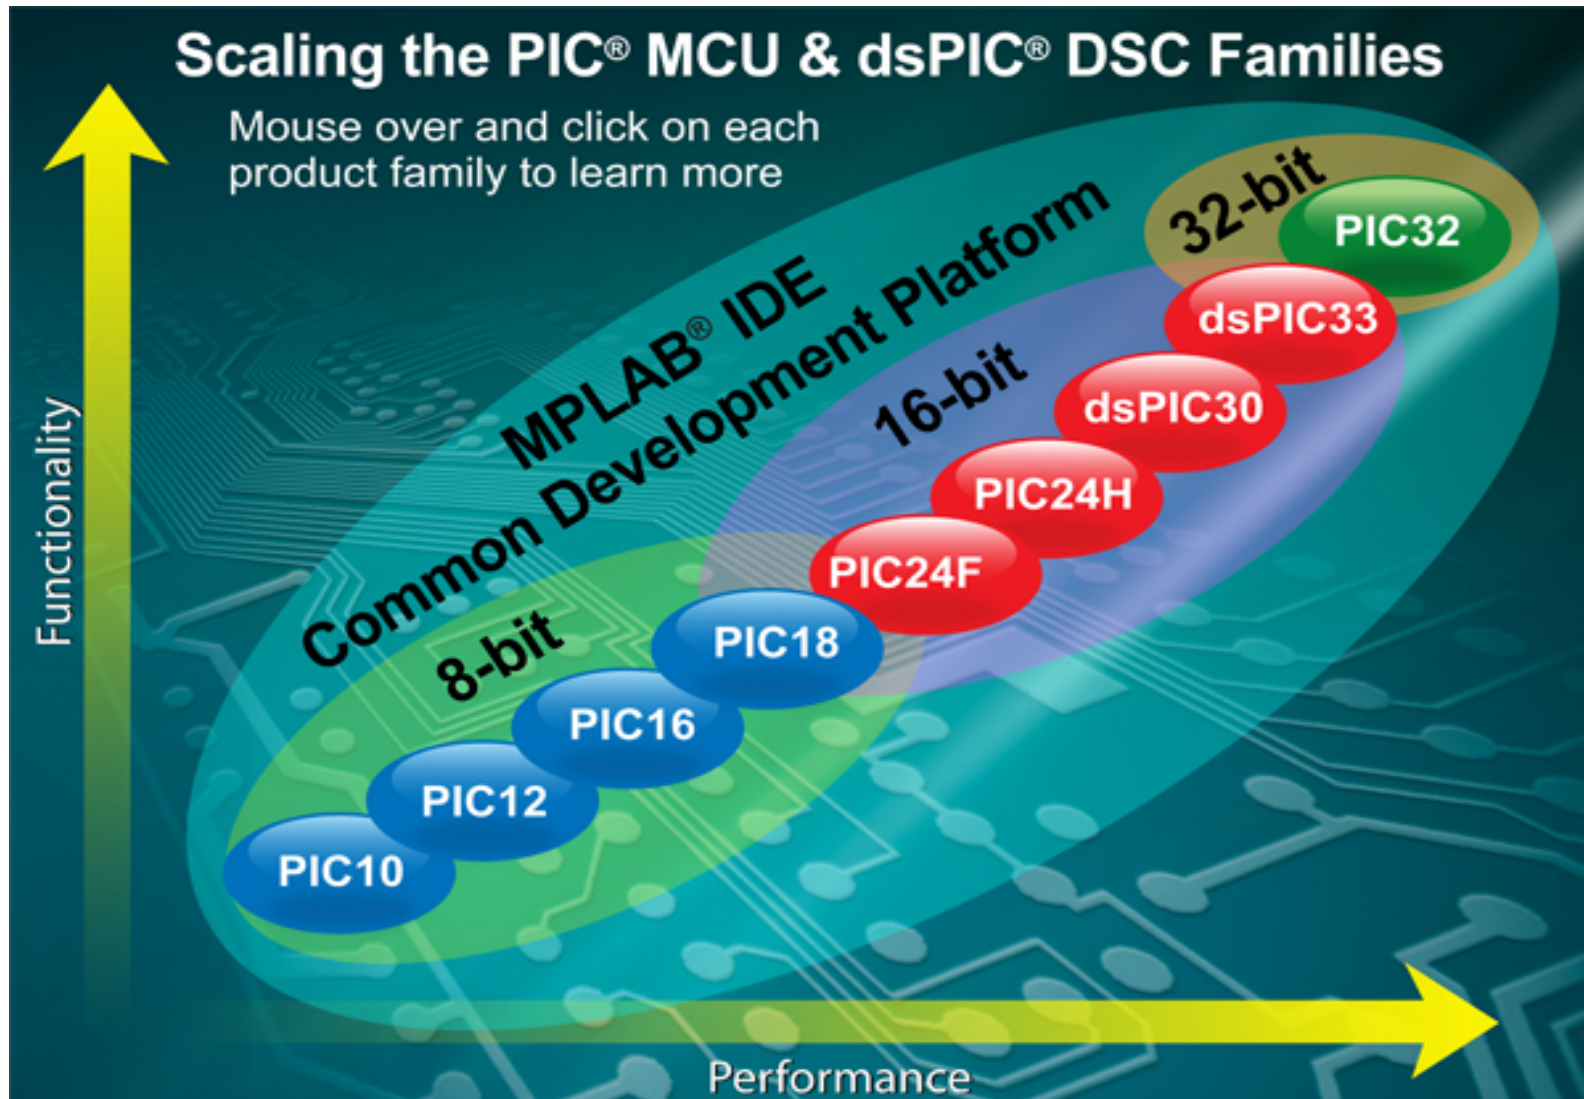 Scaling the PIC® MCU & dsPIC® DSC Families
Mouse over and click on each
product family to learn more
Functionality
MPLAB® IDE
Common Development Platform
32-bit
PIC32
dsPIC33
16-bit
dsPIC30
PIC24H
PIC24F
8-bit
PIC18
PIC16
PIC12
PIC10
Performance